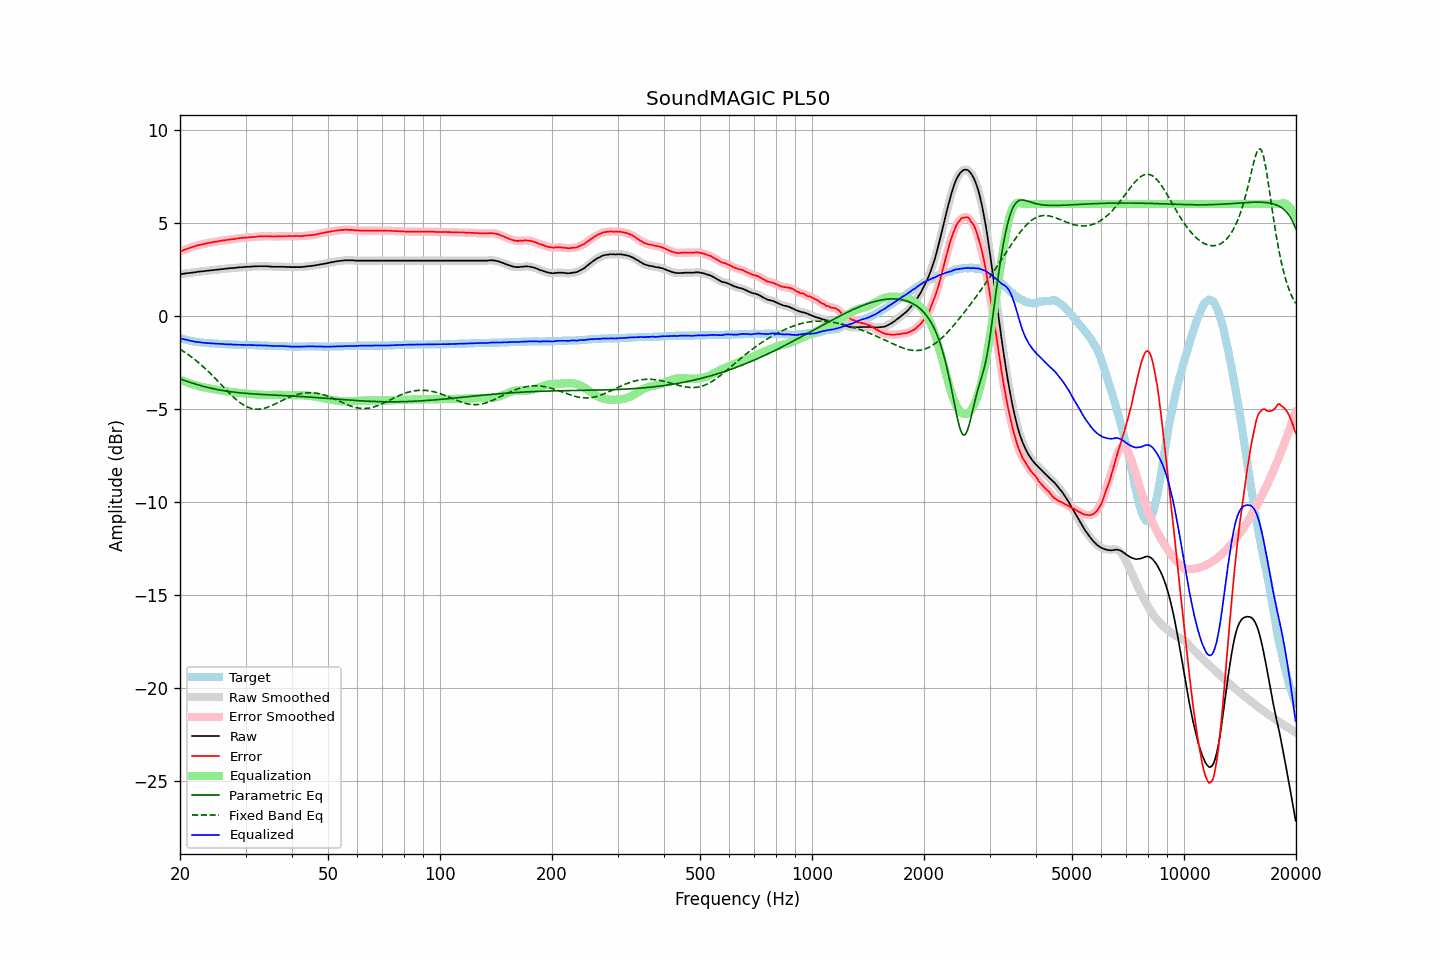 SoundMAGIC PL50
10
5
0
−5
−10
−15
−20
−25
Amplitude (dBr)
Target
Raw Smoothed
Error Smoothed
Raw
Error
Equalization
Parametric Eq
Fixed Band Eq
Equalized
20 50 100 200 500 1000 2000 5000 10000 20000
Frequency (Hz)